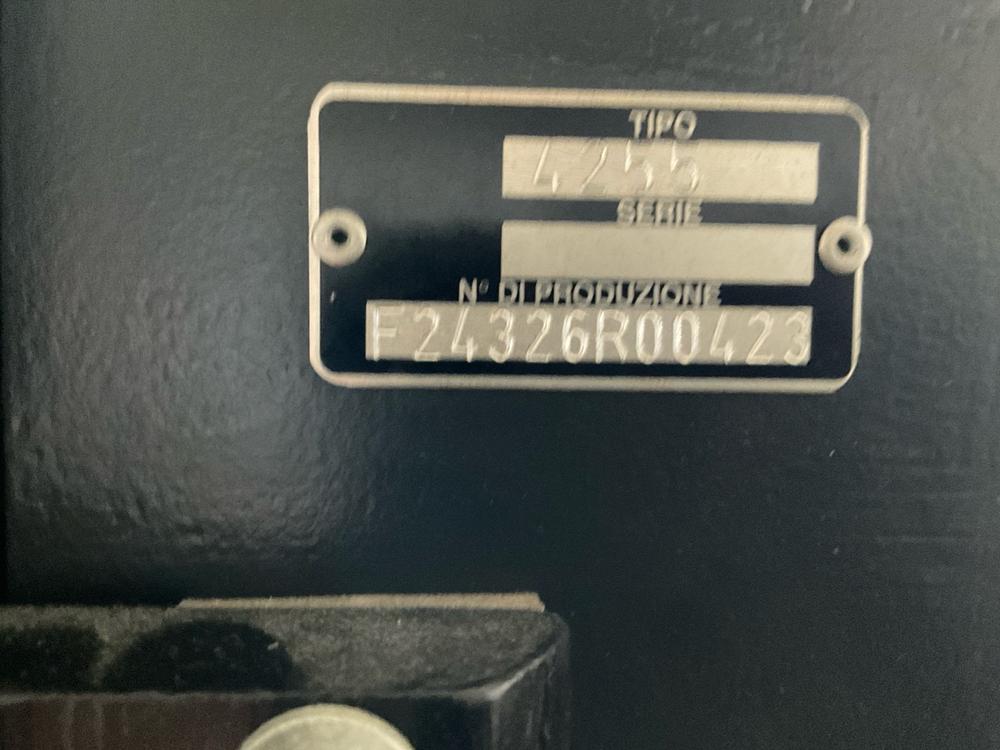 TIPO
4255
SERIE
N° DI PRODUZIONE
F24326R00423